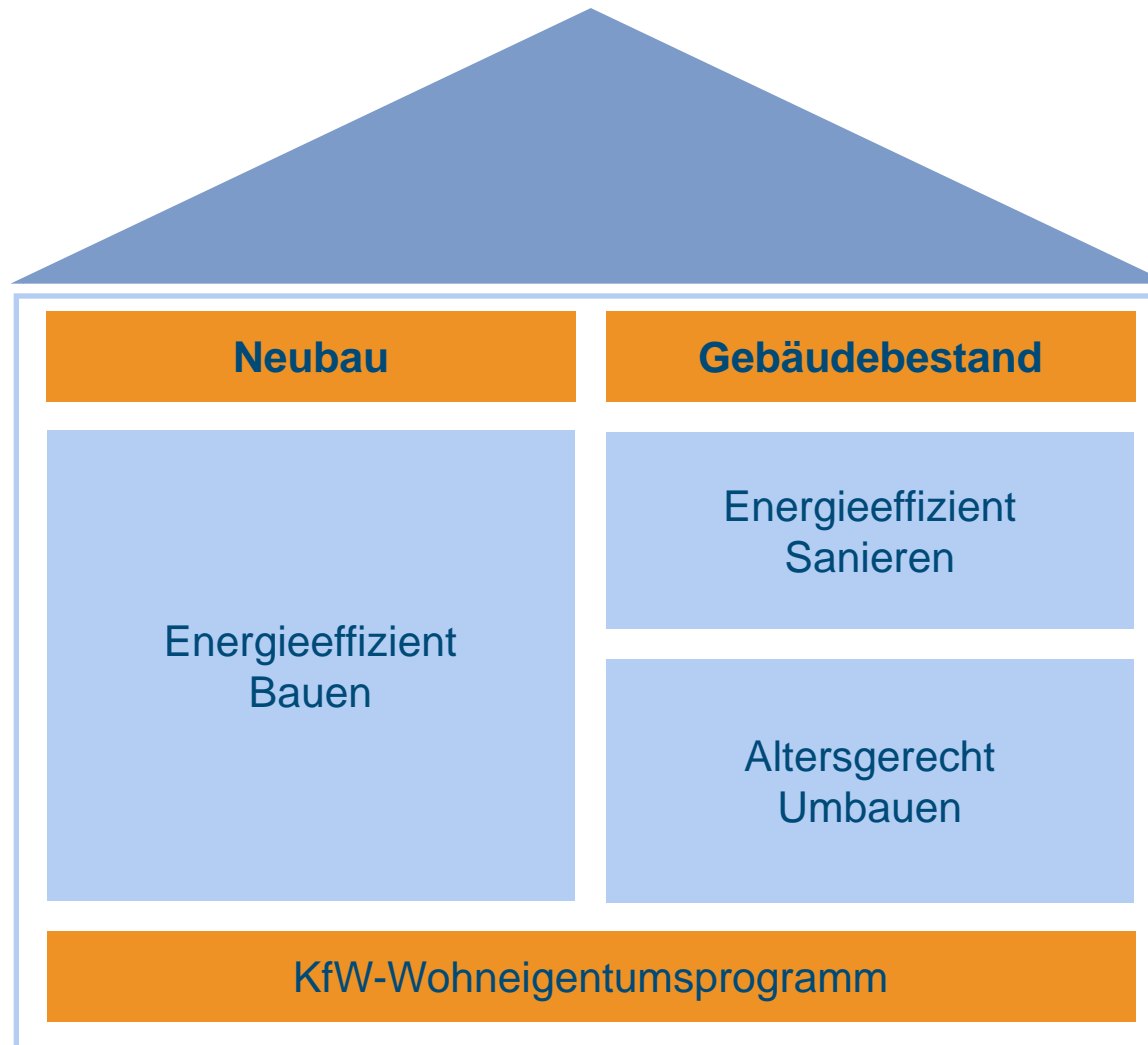 Neubau
Gebäudebestand
Energieeffizient
Bauen
Energieeffizient
Sanieren
Altersgerecht
Umbauen
KfW-Wohneigentumsprogramm